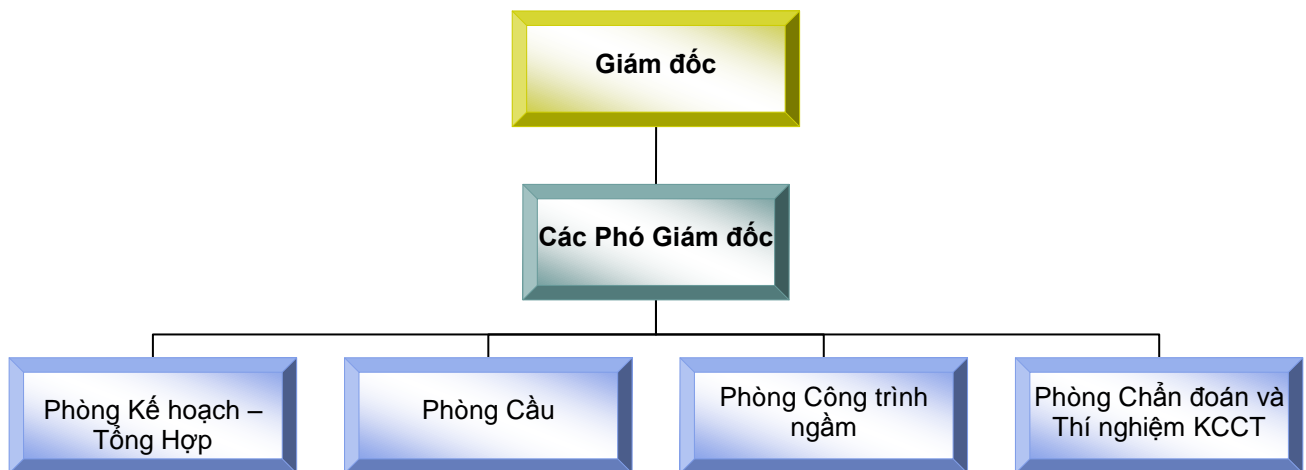 Giám đốc
Các Phó Giám đốc
Phòng Kế hoạch –
Tổng Hợp
Phòng Cầu
Phòng Công trình
ngầm
Phòng Chẩn đoán và
Thí nghiệm KCCT